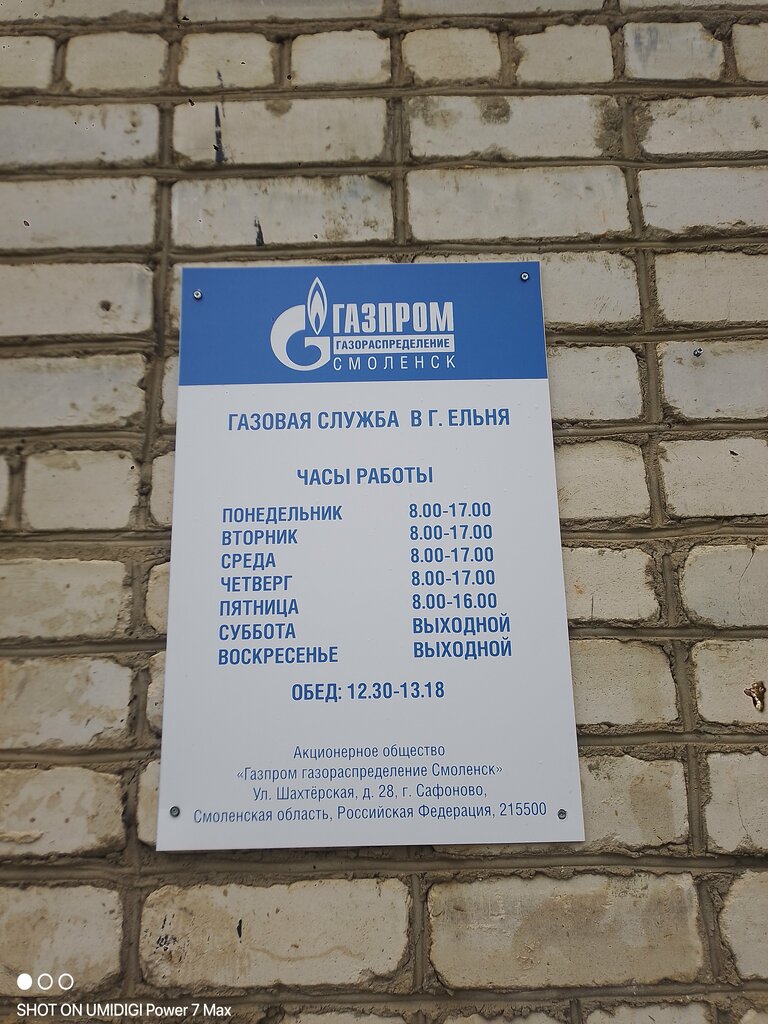 ГАЗПРОМ
ГАЗОРАСПРЕДЕЛЕНИЕ
СМОЛЕНСК
ГАЗОВАЯ СЛУЖБА В Г. ЕЛЬНЯ
ЧАСЫ РАБОТЫ
ПОНЕДЕЛЬНИК 8.00-17.00
ВТОРНИК 8.00-17.00
СРЕДА 8.00-17.00
ЧЕТВЕРГ 8.00-17.00
ПЯТНИЦА 8.00-16.00
СУББОТА ВЫХОДНОЙ
ВОСКРЕСЕНЬЕ ВЫХОДНОЙ
ОБЕД: 12.30-13.18
Акционерное общество
«Газпром газораспределение Смоленск»
Ул. Шахтёрская, д. 28, г. Сафоново,
Смоленская область, Российская Федерация, 215500
SHOT ON UMIDIGI Power 7 Max